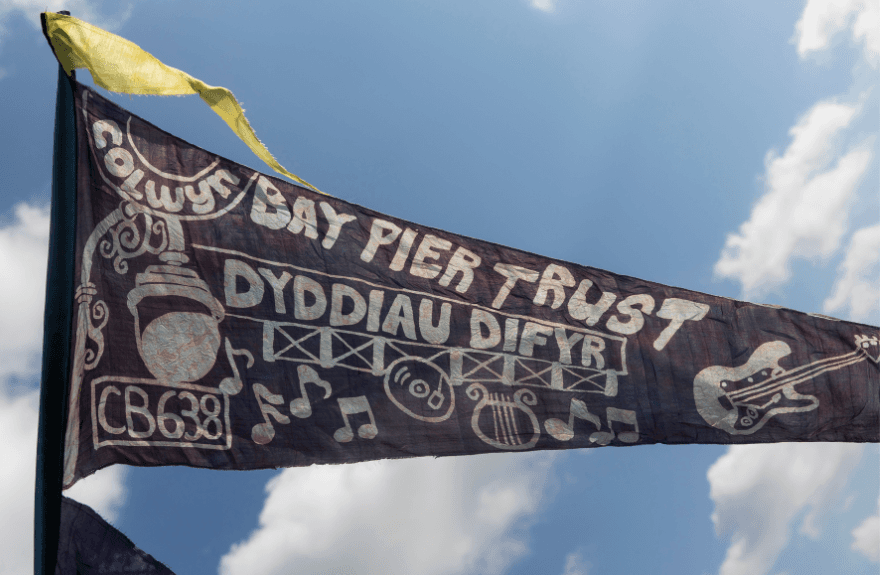 COLWYN BAY PIER TRUST
DYDDIAU DIFYR
CB638